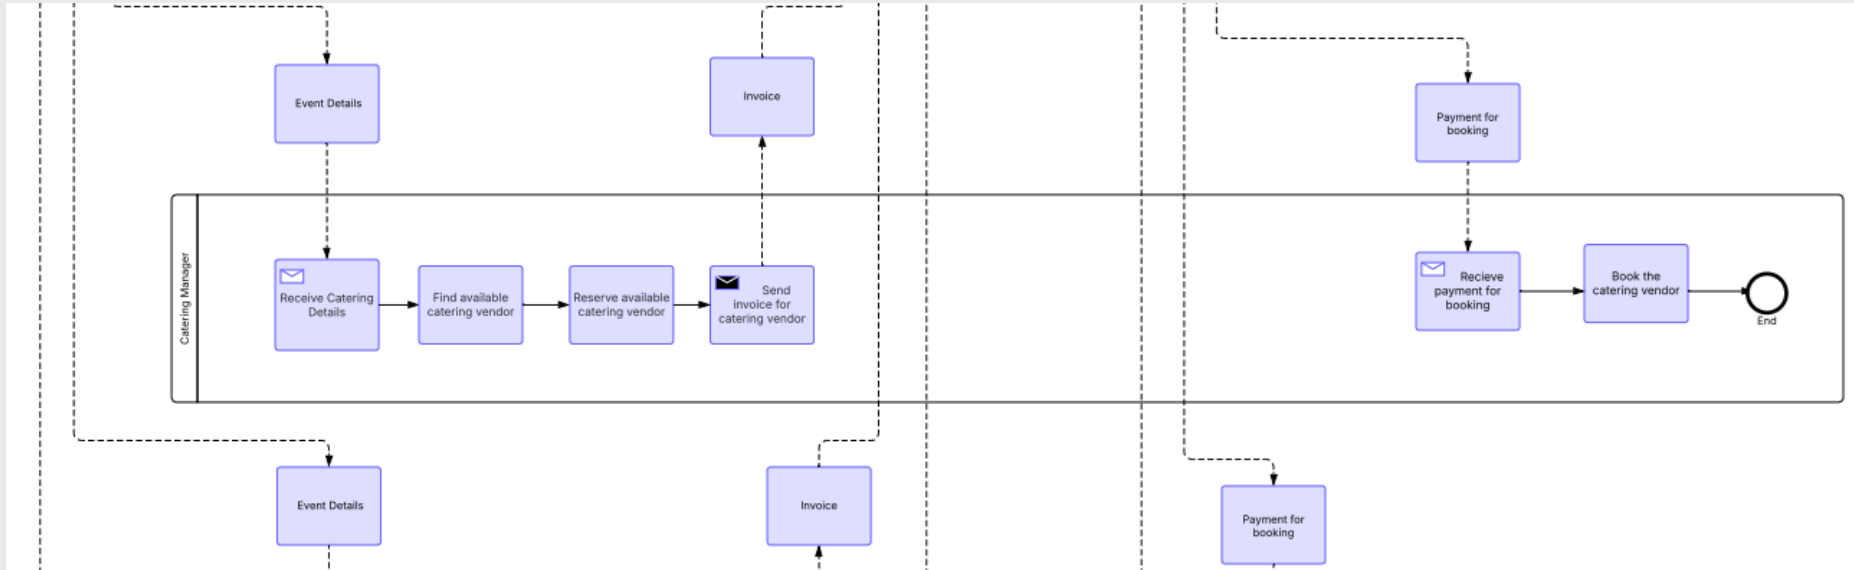 Event Details
Invoice
Payment for
booking
Catering Manager
Receive Catering
Details
Find available
catering vendor
Reserve available
catering vendor
Send
invoice for
catering vendor
Recieve
payment for
booking
Book the
catering vendor
End
Event Details
Invoice
Payment for
booking